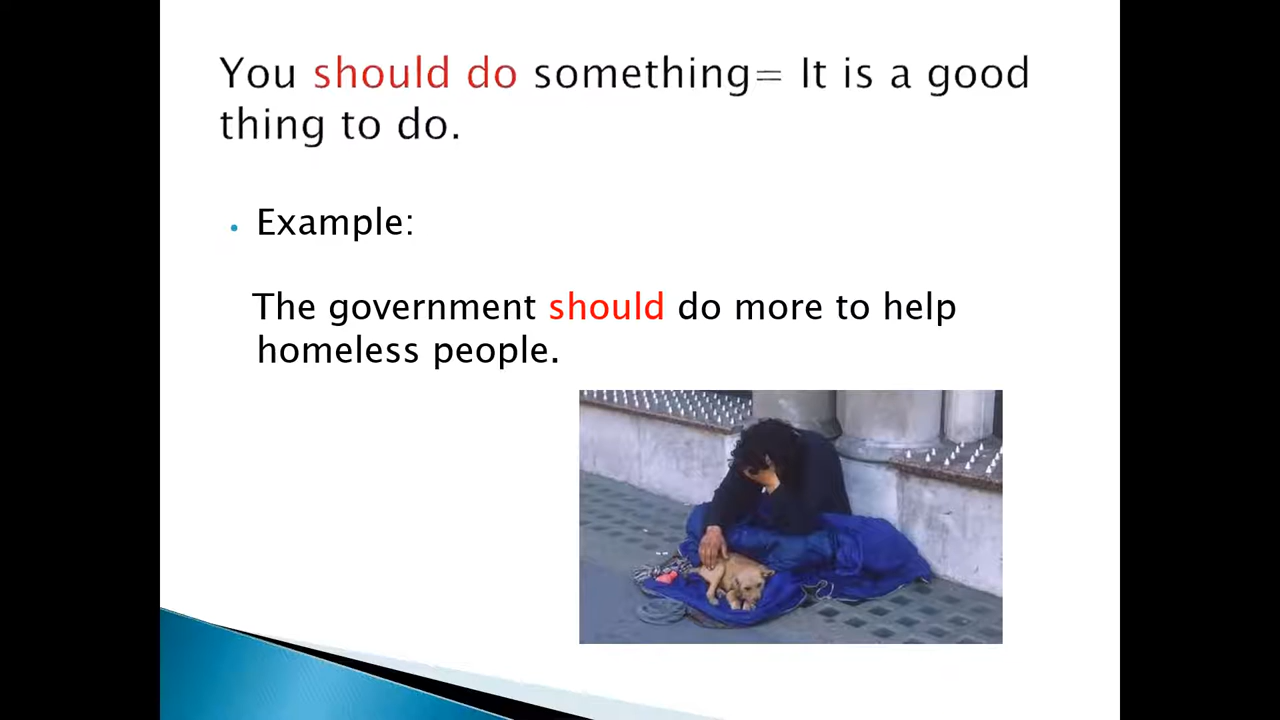 You should do something= It is a good
thing to do.
Example:
The government should do more to help
homeless people.